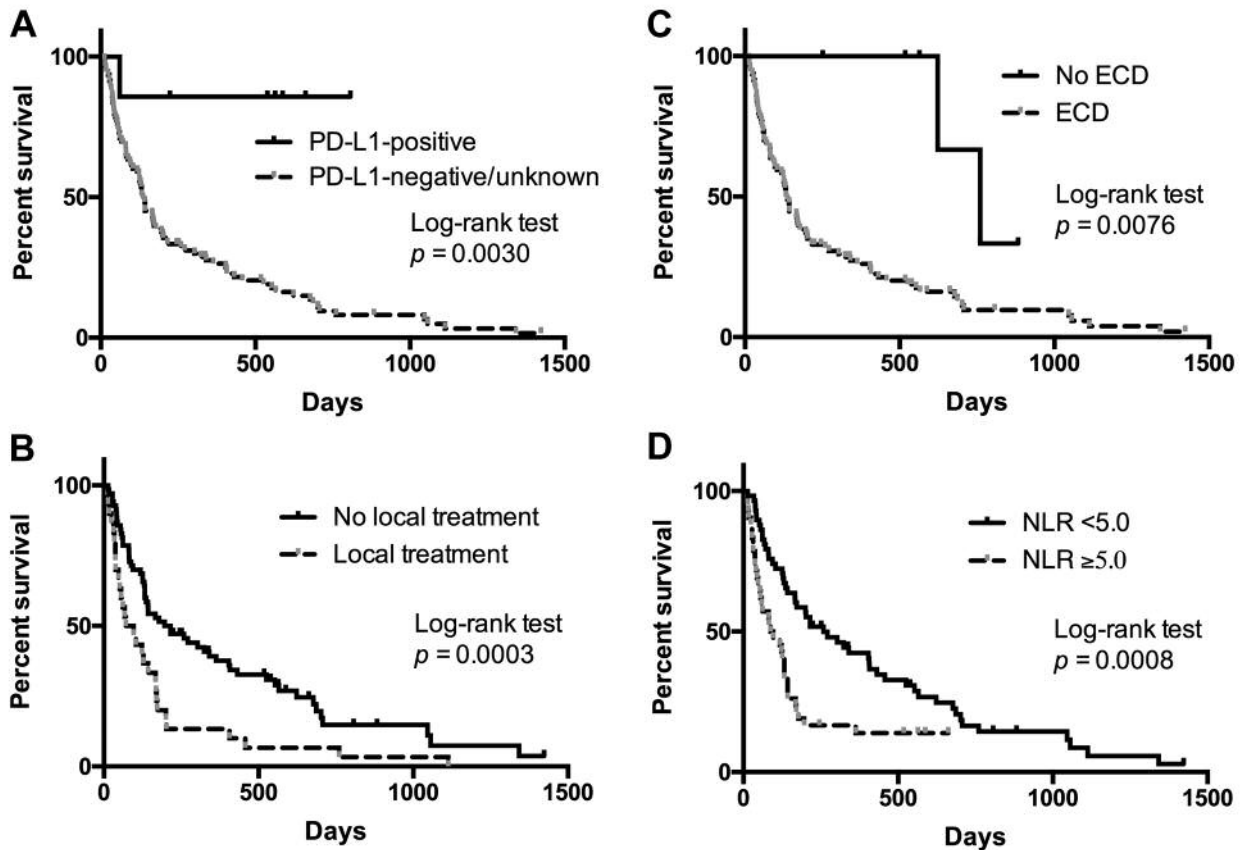 A
Percent survival
100
50
0
0 500 1000 1500
Days
PD-L1-positive
PD-L1-negative/unknown
Log-rank test
p = 0.0030
C
Percent survival
100
50
0
0 500 1000 1500
Days
No ECD
ECD
Log-rank test
p = 0.0076
B
Percent survival
100
50
0
0 500 1000 1500
Days
No local treatment
Local treatment
Log-rank test
p = 0.0003
D
Percent survival
100
50
0
0 500 1000 1500
Days
NLR <5.0
NLR ≥5.0
Log-rank test
p = 0.0008